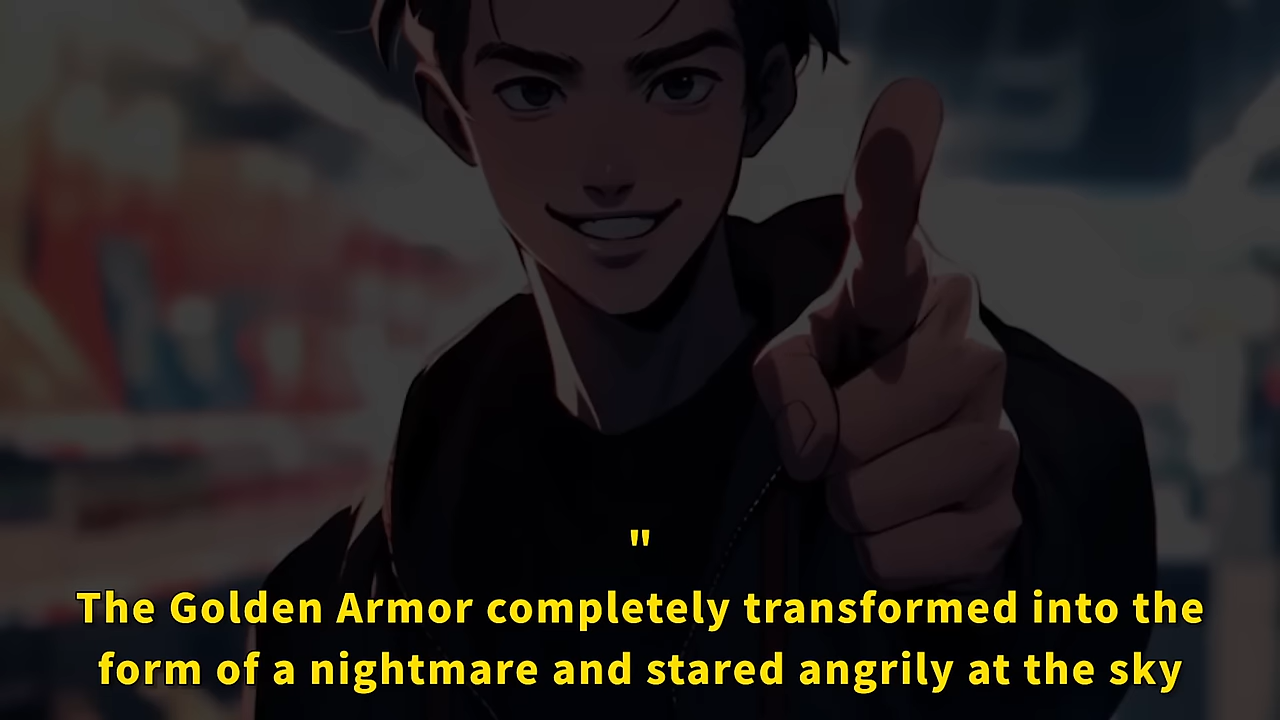 "
The Golden Armor completely transformed into the
form of a nightmare and stared angrily at the sky